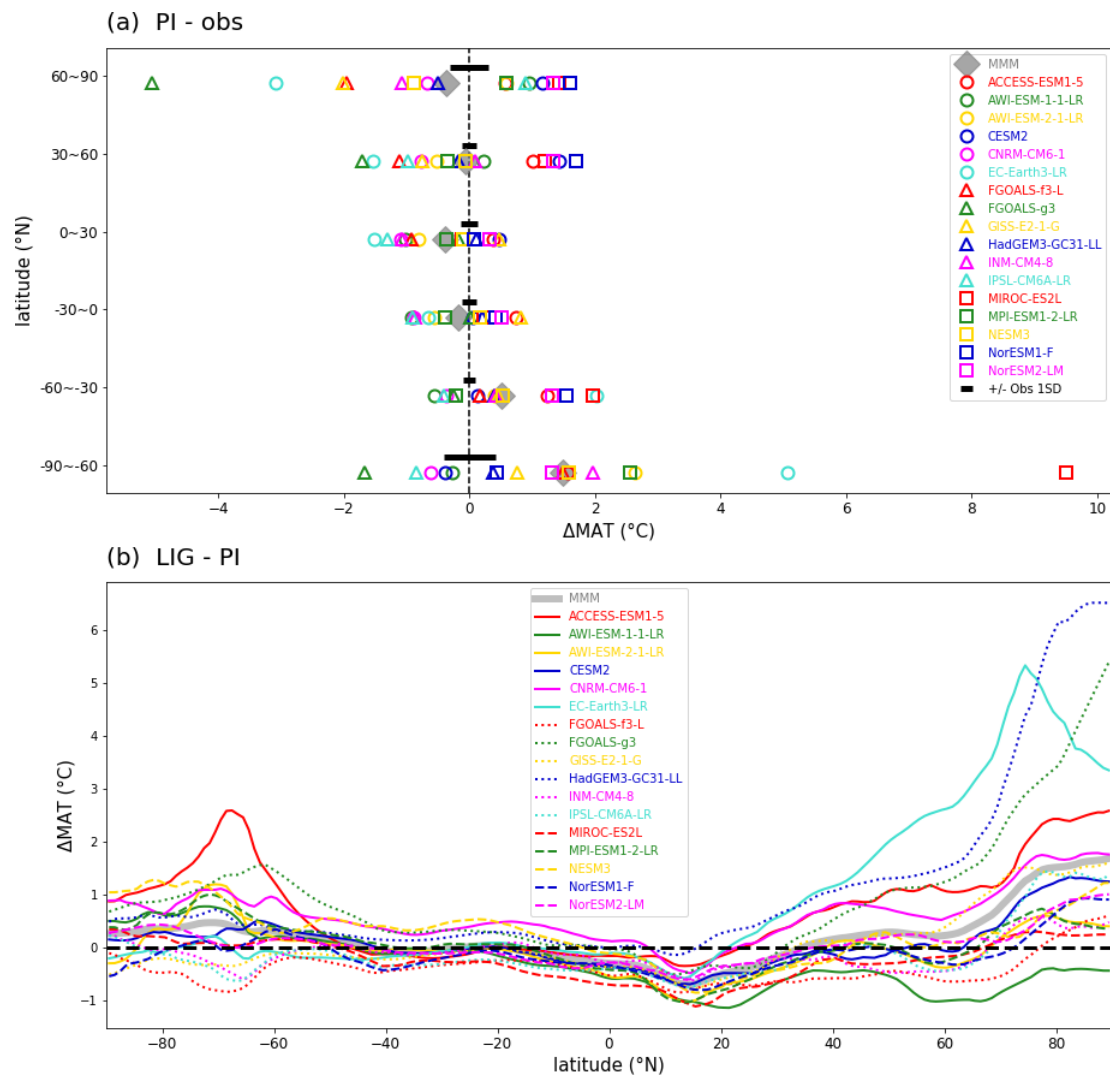 (a) PI - obs
latitude (°N)
60~90
30~60
0~30
-30~0
-60~-30
-90~-60
MMM
ACCESS-ESM1-5
AWI-ESM-1-1-LR
AWI-ESM-2-1-LR
CESM2
CNRM-CM6-1
EC-Earth3-LR
FGOALS-f3-L
FGOALS-g3
GISS-E2-1-G
HadGEM3-GC31-LL
INM-CM4-8
IPSL-CM6A-LR
MIROC-ES2L
MPI-ESM1-2-LR
NESM3
NorESM1-F
NorESM2-LM
+/- Obs 1SD
−4 −2 0 2 4 6 8 10
ΔMAT (°C)
(b) LIG - PI
ΔMAT (°C)
6
5
4
3
2
1
0
−1
MMM
ACCESS-ESM1-5
AWI-ESM-1-1-LR
AWI-ESM-2-1-LR
CESM2
CNRM-CM6-1
EC-Earth3-LR
FGOALS-f3-L
FGOALS-g3
GISS-E2-1-G
HadGEM3-GC31-LL
INM-CM4-8
IPSL-CM6A-LR
MIROC-ES2L
MPI-ESM1-2-LR
NESM3
NorESM1-F
NorESM2-LM
−80 −60 −40 −20 0 20 40 60 80
latitude (°N)